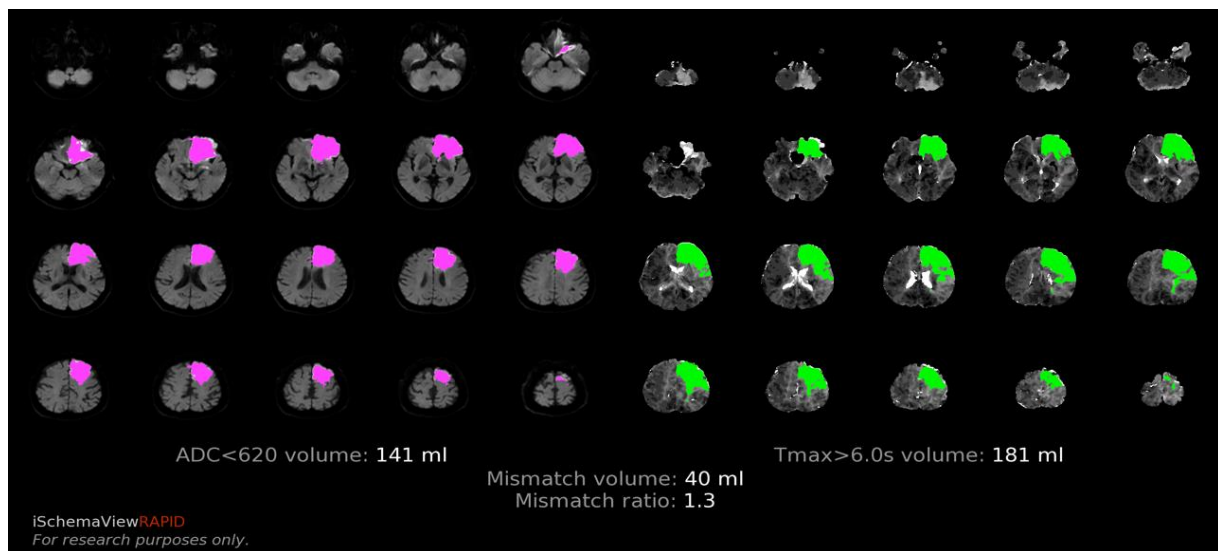 ADC<620 volume: 141 ml
Tmax>6.0s volume: 181 ml
Mismatch volume: 40 ml
Mismatch ratio: 1.3
iSchemaViewRAPID
For research purposes only.